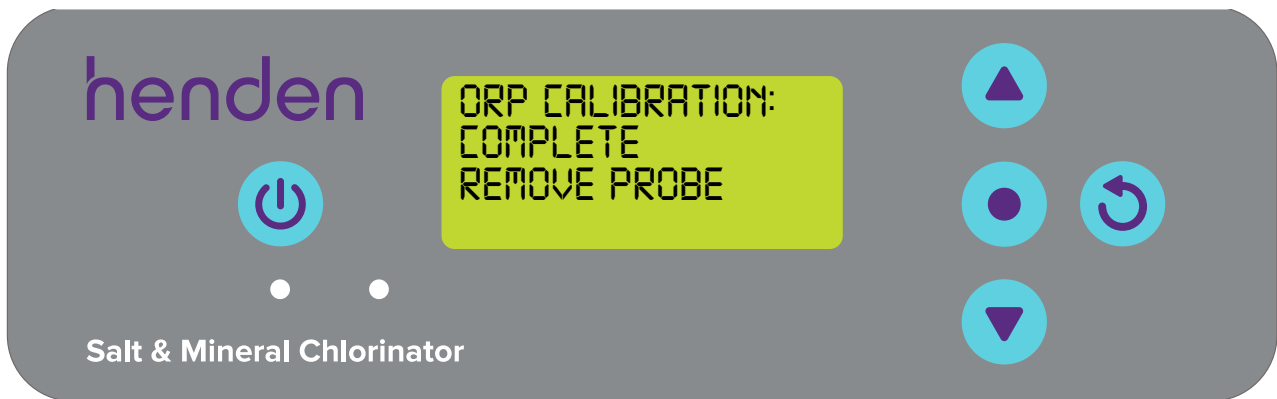 henden
ORP CALIBRATION:
COMPLETE
REMOVE PROBE
Salt & Mineral Chlorinator